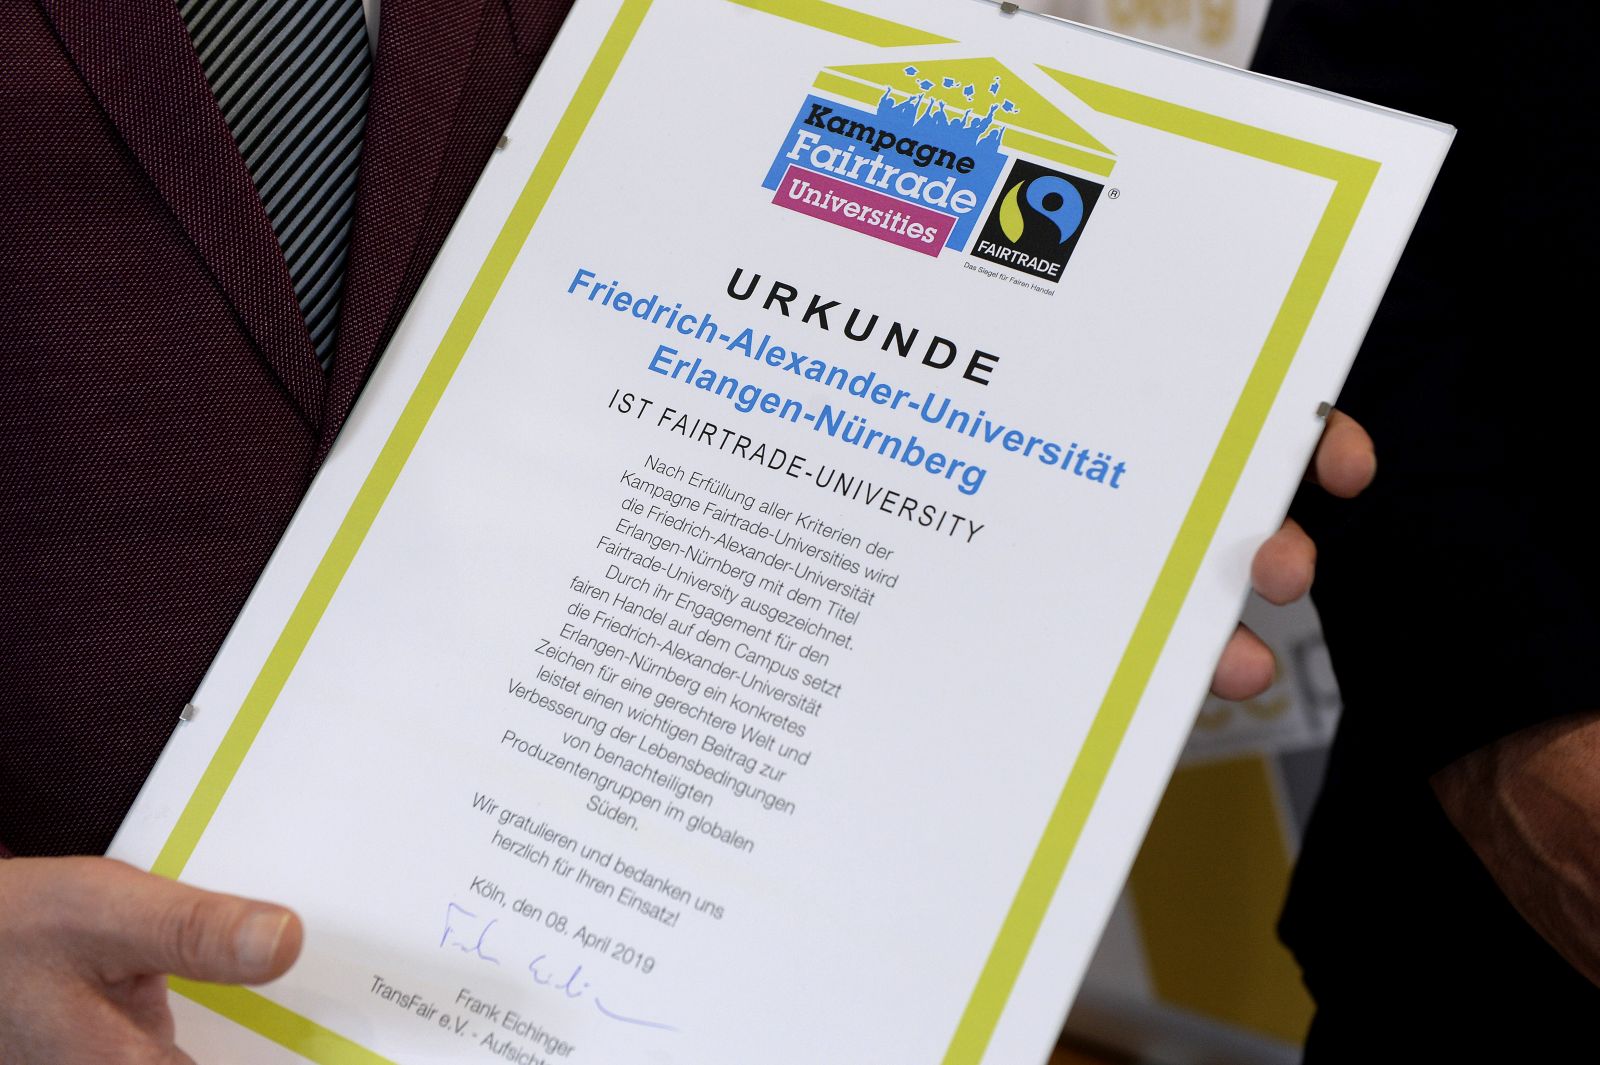 Kampagne
Fairtrade
Universities
®
FAIRTRADE
Das Siegel für Fairen Handel
URKUNDE
Friedrich-Alexander-Universität
Erlangen-Nürnberg
IST FAIRTRADE-UNIVERSITY
Nach Erfüllung aller Kriterien der
Kampagne Fairtrade-Universities wird
die Friedrich-Alexander-Universität
Erlangen-Nürnberg mit dem Titel
Fairtrade-University ausgezeichnet.
Durch ihr Engagement für den
fairen Handel auf dem Campus setzt
die Friedrich-Alexander-Universität
Erlangen-Nürnberg ein konkretes
Zeichen für eine gerechtere Welt und
leistet einen wichtigen Beitrag zur
Verbesserung der Lebensbedingungen
von benachteiligten
Produzentengruppen im globalen
Süden.
Wir gratulieren und bedanken uns
herzlich für Ihren Einsatz!
Köln, den 08. April 2019
Frank Eichinger
TransFair e.V. -